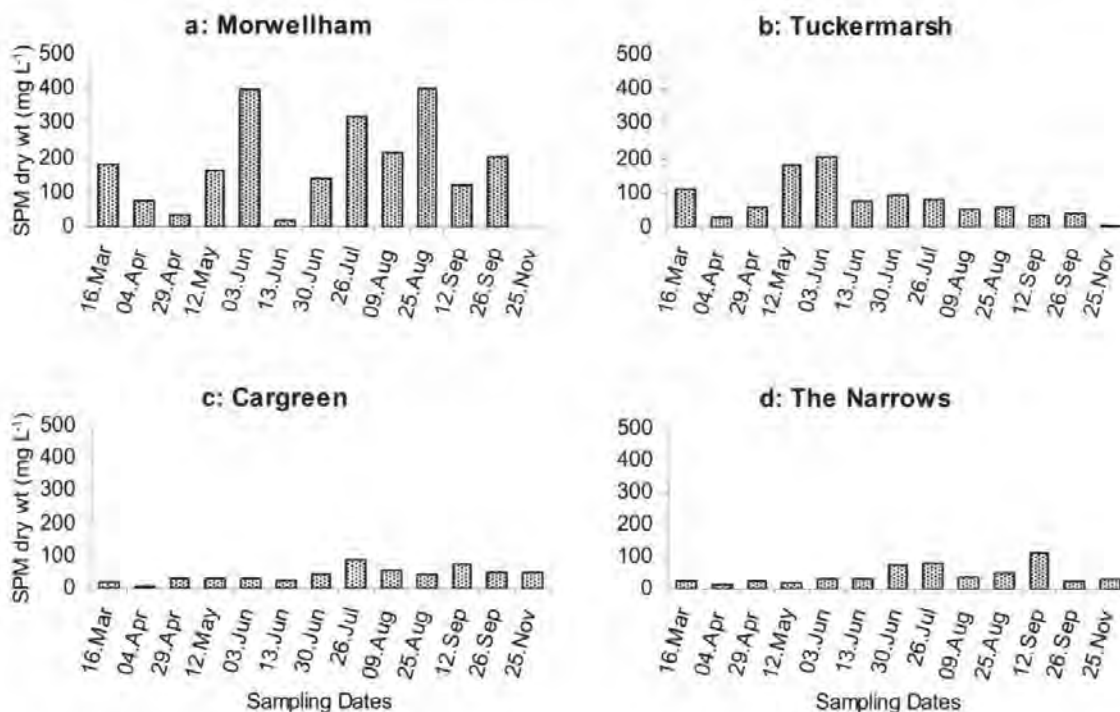 a: Morwellham
SPM dry wt (mg L⁻¹)
500
400
300
200
100
0
16.Mar
04.Apr
29.Apr
12.May
03.Jun
13.Jun
30.Jun
26.Jul
09.Aug
25.Aug
12.Sep
26.Sep
25.Nov
b: Tuckermarsh
500
400
300
200
100
0
16.Mar
04.Apr
29.Apr
12.May
03.Jun
13.Jun
30.Jun
26.Jul
09.Aug
25.Aug
12.Sep
26.Sep
25.Nov
c: Cargreen
SPM dry wt (mg L⁻¹)
500
400
300
200
100
0
16.Mar
04.Apr
29.Apr
12.May
03.Jun
13.Jun
30.Jun
26.Jul
09.Aug
25.Aug
12.Sep
26.Sep
25.Nov
Sampling Dates
d: The Narrows
500
400
300
200
100
0
16.Mar
04.Apr
29.Apr
12.May
03.Jun
13.Jun
30.Jun
26.Jul
09.Aug
25.Aug
12.Sep
26.Sep
25.Nov
Sampling Dates